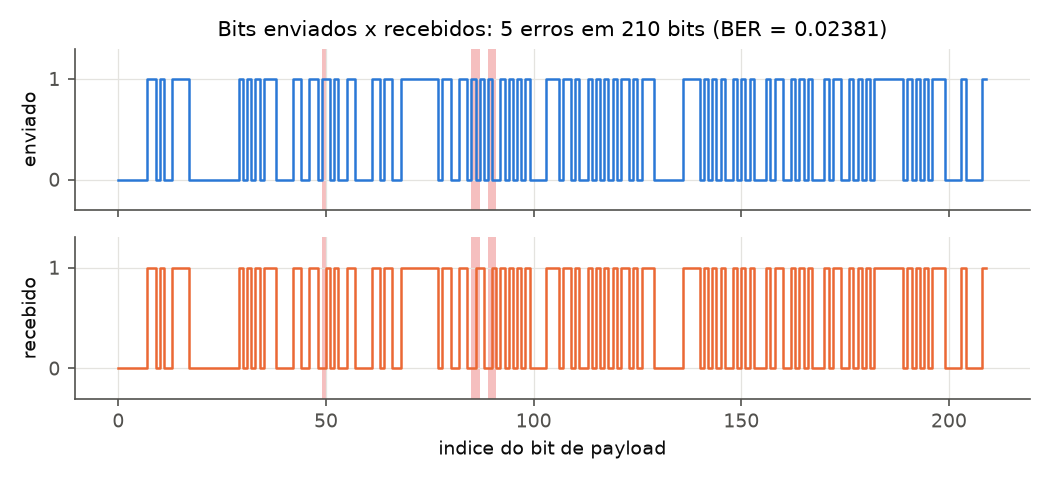 Bits enviados x recebidos: 5 erros em 210 bits (BER = 0.02381)
1
enviado
0
1
recebido
0
0 50 100 150 200
indice do bit de payload